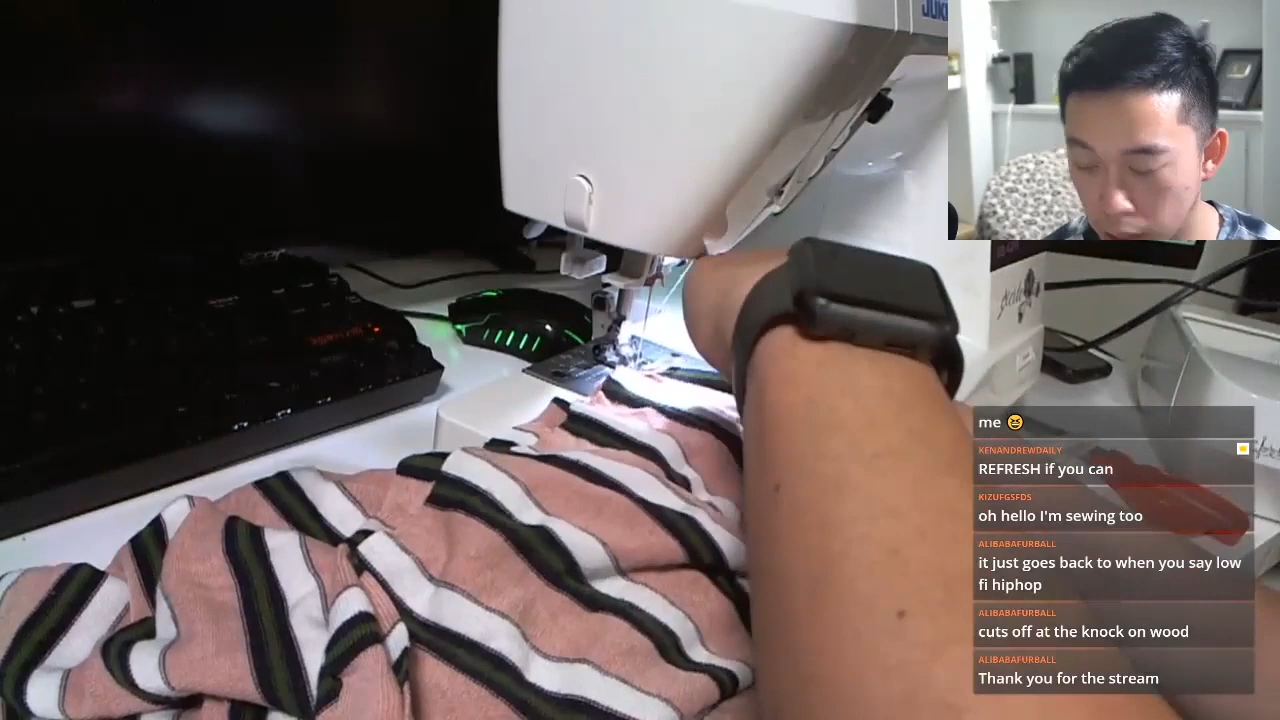 JUKI
me 😆
KENANDREWDAILY
REFRESH if you can
KIZUFGSFDS
oh hello I'm sewing too
ALIBABAFURBALL
it just goes back to when you say low
fi hiphop
ALIBABAFURBALL
cuts off at the knock on wood
ALIBABAFURBALL
Thank you for the stream